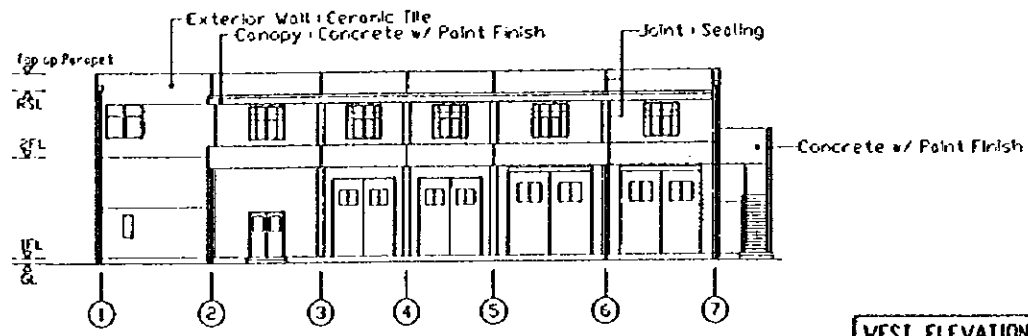 Exterior Wall : Ceramic Tile
Canopy : Concrete w/ Paint Finish
Joint : Sealing
Top op Parapet
RSL
2FL
Concrete w/ Paint Finish
1FL
GL
1 2 3 4 5 6 7
WEST ELEVATION